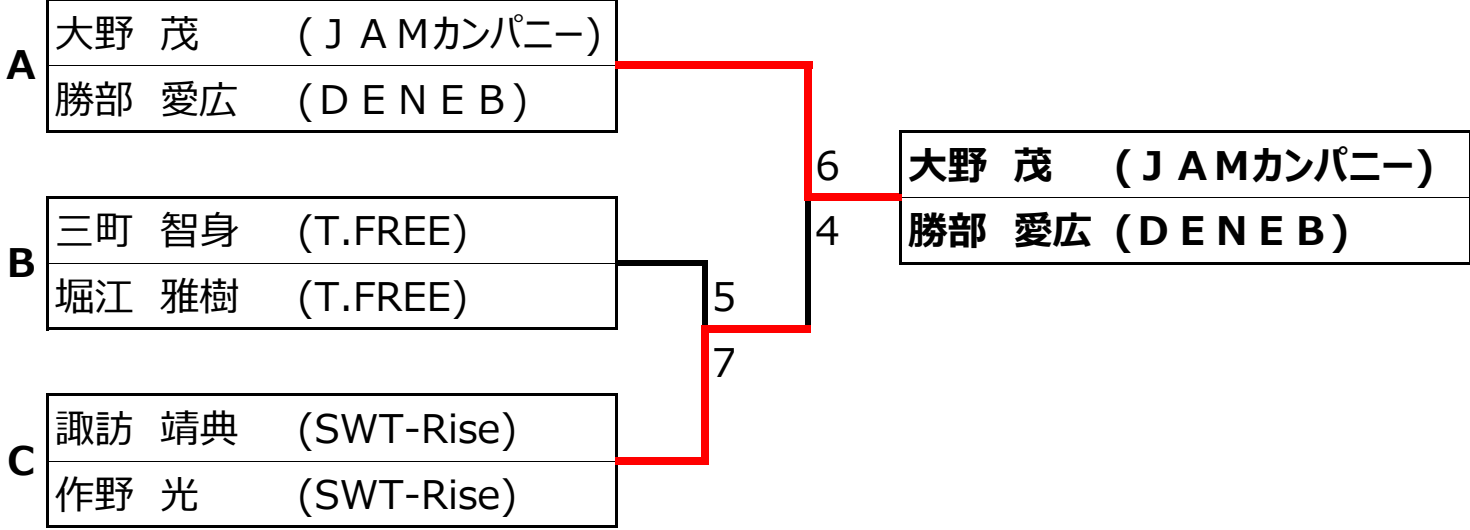 A
大野 茂 (ＪＡＭカンパニー)
勝部 愛広 (ＤＥＮＥＢ)
6
4
大野 茂 (ＪＡＭカンパニー)
勝部 愛広 (ＤＥＮＥＢ)
B
三町 智身 (T.FREE)
堀江 雅樹 (T.FREE)
5
7
C
諏訪 靖典 (SWT-Rise)
作野 光 (SWT-Rise)